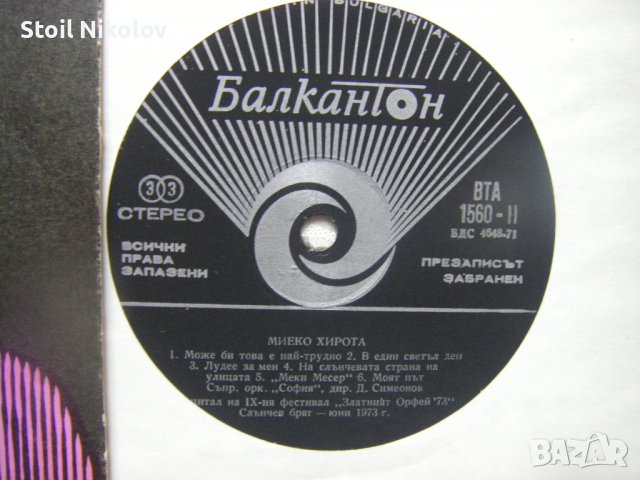 Stoil Nikolov
IN BULGARIA
Балкантон
33
СТЕРЕО
ВТА
1560-II
БДС 4548-71
ВСИЧКИ
ПРАВА
ЗАПАЗЕНИ
ПРЕЗАПИСЪТ
ЗАБРАНЕН
МИЕКО ХИРОТА
1. Може би това е най-трудно 2. В един светъл ден
3. Лудее за мен 4. На слънчевата страна на
улицата 5. „Меки Месер" 6. Моят път
Съпр. орк. „София", дир. Д. Симеонов
на IX-ия фестивал „Златният Орфей '73"
Слънчев бряг — юни 1973 г.
BAZAR